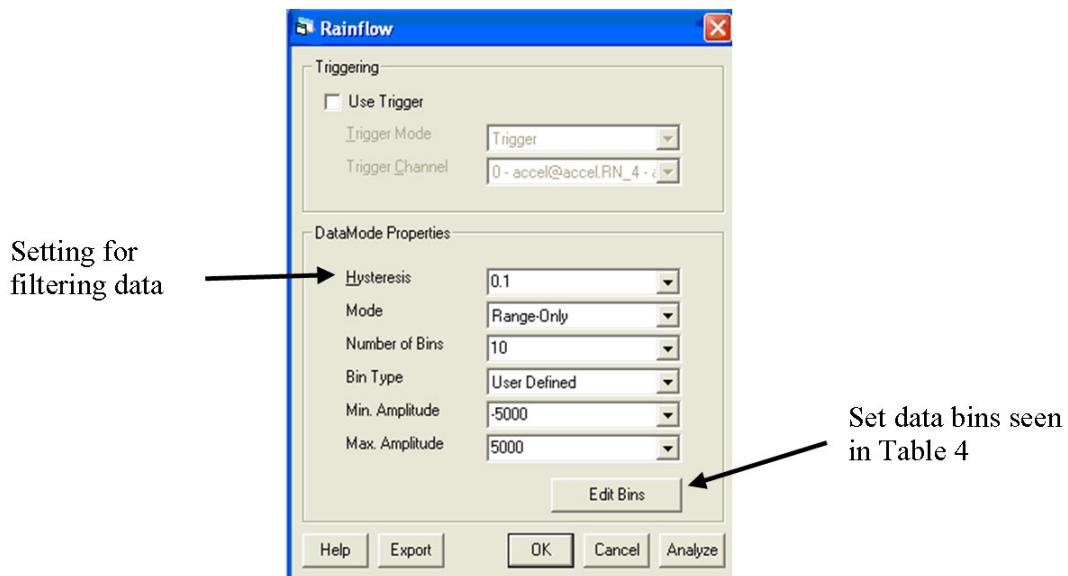 Rainflow
Triggering
Use Trigger
Trigger Mode
Trigger
Trigger Channel
0 - accel@accel.RN_4 -
DataMode Properties
Setting for
filtering data
Hysteresis
0.1
Mode
Range-Only
Number of Bins
10
Bin Type
User Defined
Min. Amplitude
-5000
Max. Amplitude
5000
Set data bins seen
in Table 4
Edit Bins
Help
Export
OK
Cancel
Analyze